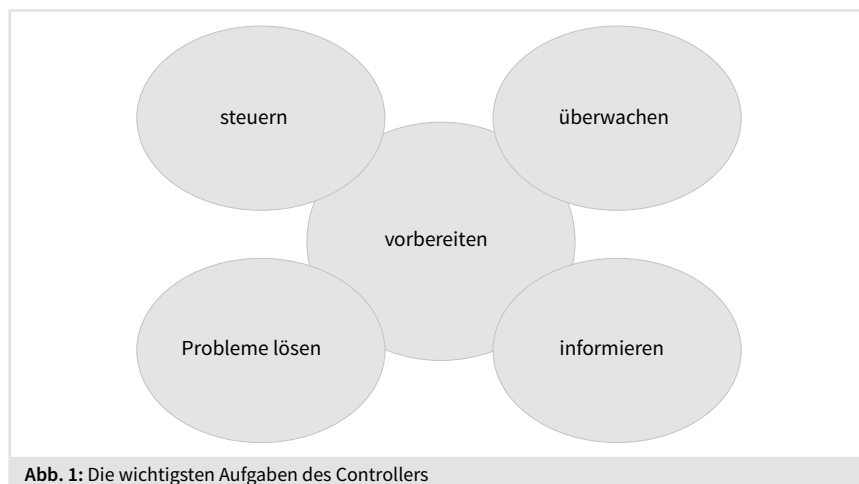 steuern
überwachen
vorbereiten
Probleme lösen
informieren
Abb. 1: Die wichtigsten Aufgaben des Controllers